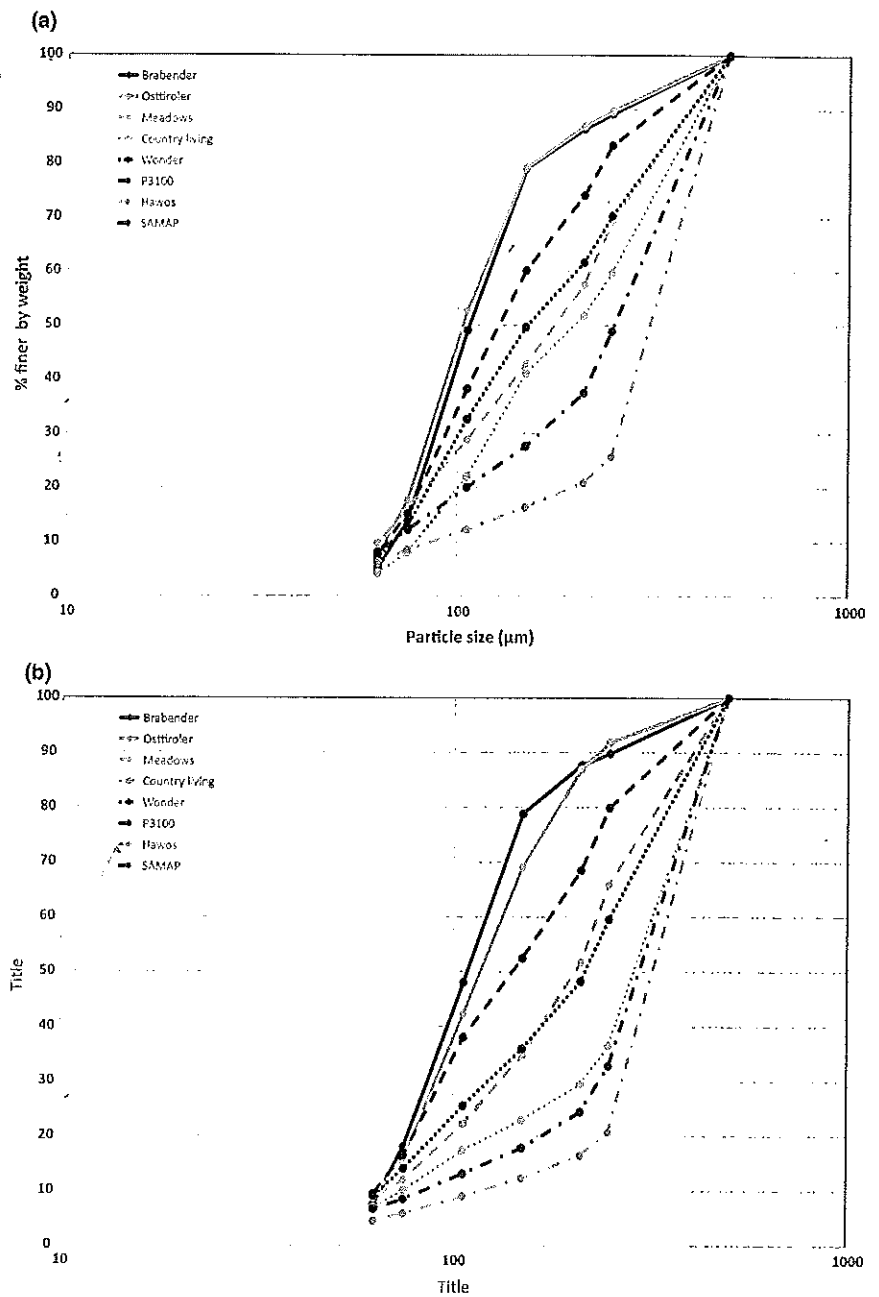 (a)
100
90
80
70
60
50
40
30
20
10
0
% finer by weight
Brabender
Osttiroler
Meadows
Country living
Wonder
P3100
Hawos
SAMAP
10
100
1000
Particle size (µm)
(b)
100
90
80
70
60
50
40
30
20
10
0
Title
Brabender
Osttiroler
Meadows
Country living
Wonder
P3100
Hawos
SAMAP
10
100
1000
Title